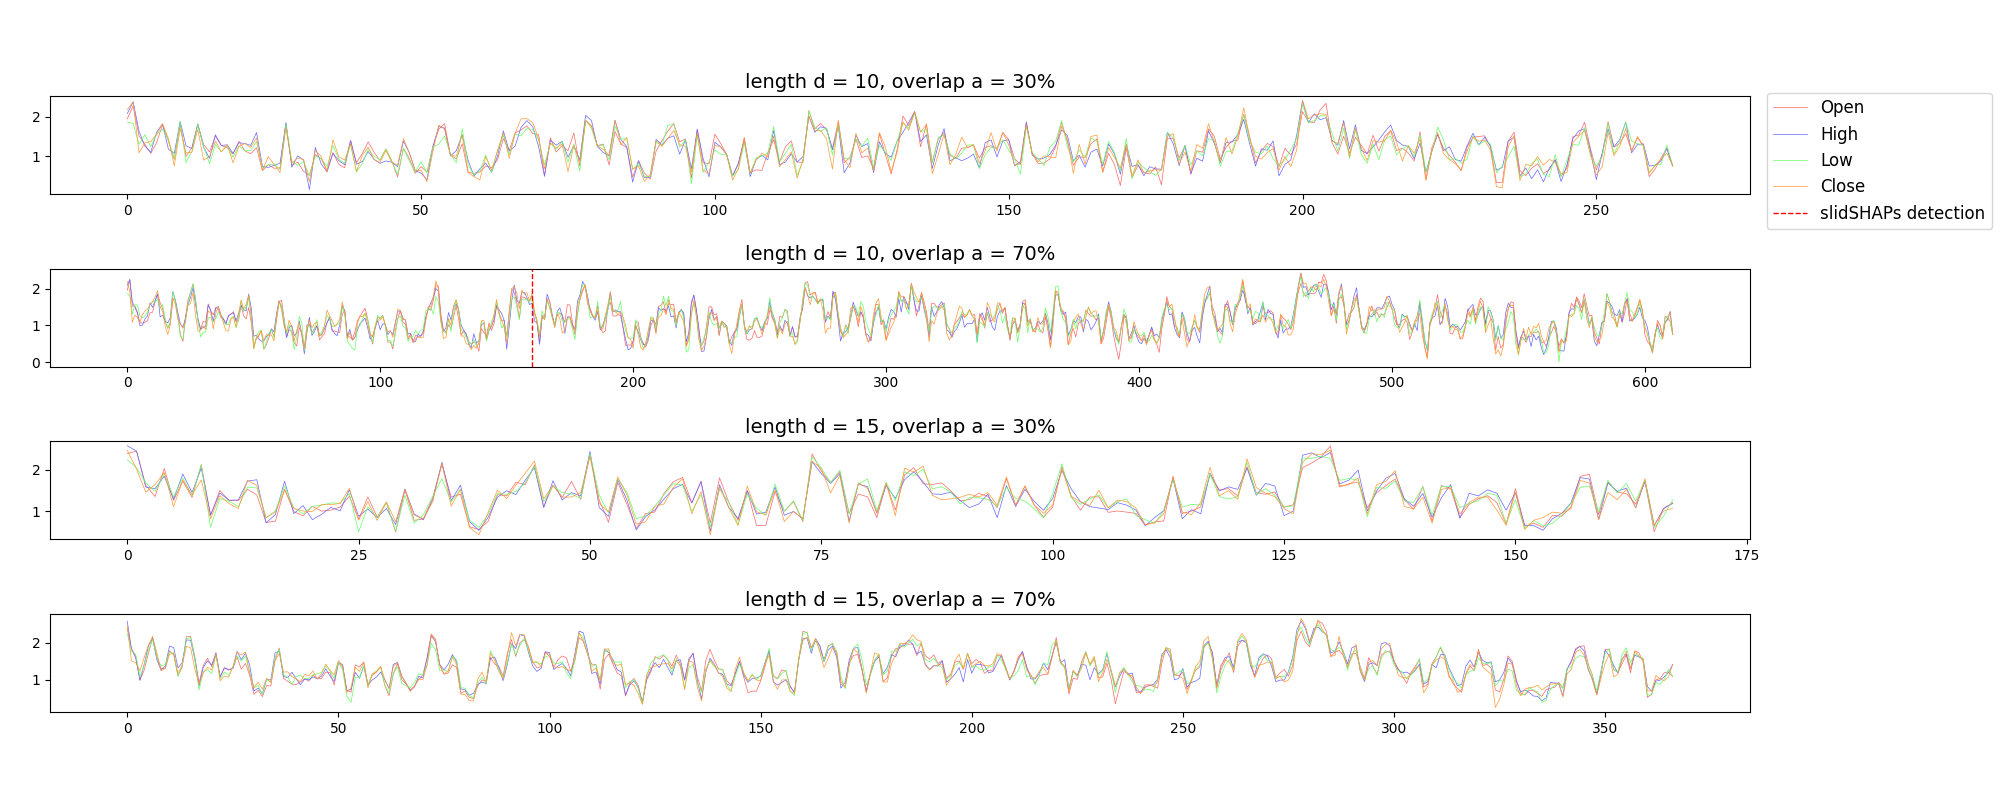 length d = 10, overlap a = 30%
2
1
0 50 100 150 200 250
Open
High
Low
Close
slidSHAPs detection
length d = 10, overlap a = 70%
2
1
0
0 100 200 300 400 500 600
length d = 15, overlap a = 30%
2
1
0 25 50 75 100 125 150 175
length d = 15, overlap a = 70%
2
1
0 50 100 150 200 250 300 350